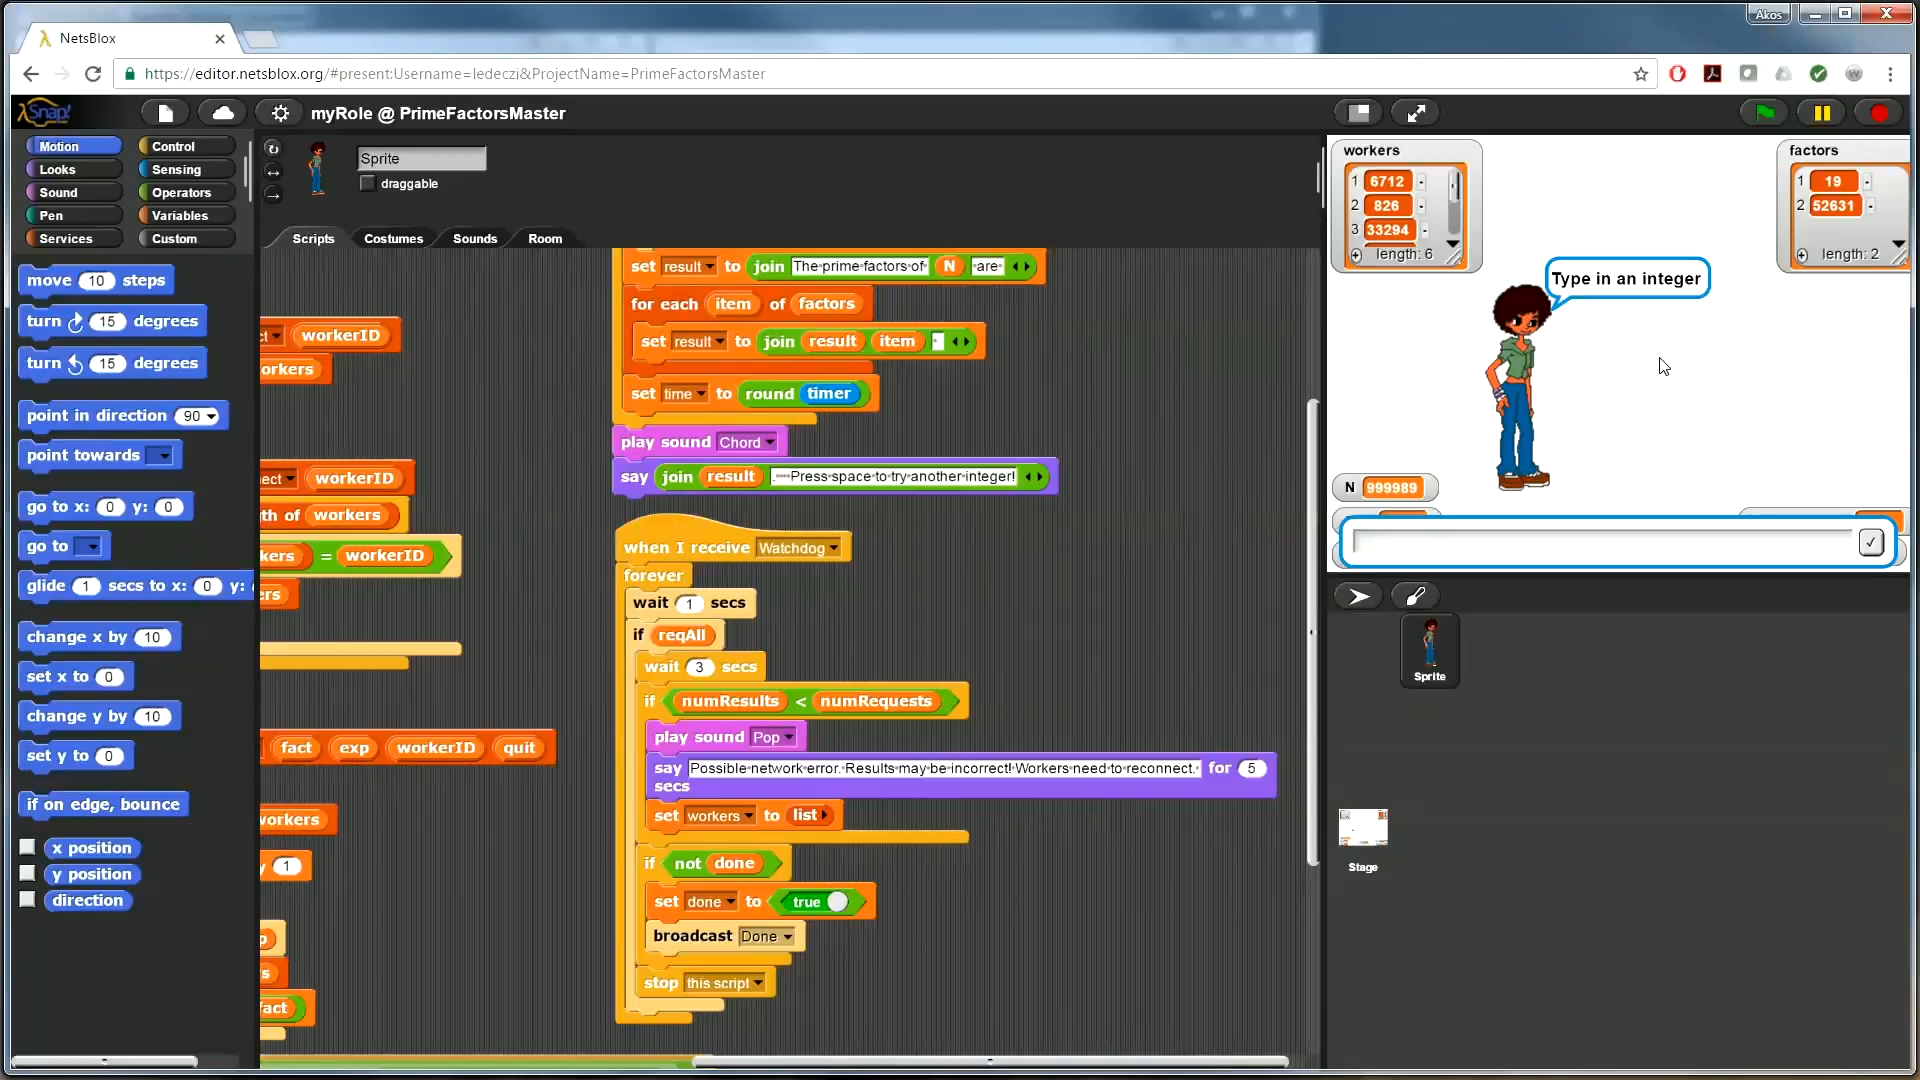 Akos
NetsBlox
https://editor.netsblox.org/#present:Username=ledeczi&ProjectName=PrimeFactorsMaster
Snap!
myRole @ PrimeFactorsMaster
Motion
Control
Looks
Sensing
Sound
Operators
Pen
Variables
Services
Custom
Sprite
draggable
Scripts
Costumes
Sounds
Room
move 10 steps
turn 15 degrees
turn 15 degrees
point in direction 90
point towards
go to x: 0 y: 0
go to
glide 1 secs to x: 0 y:
change x by 10
set x to 0
change y by 10
set y to 0
if on edge, bounce
x position
y position
direction
workerID
orkers
nect workerID
th of workers
kers = workerID
ers
fact exp workerID quit
workers
y 1
fact
set result to join The prime factors of N are
for each item of factors
set result to join result item
set time to round timer
play sound Chord
say join result . Press space to try another integer!
when I receive Watchdog
forever
wait 1 secs
if reqAll
wait 3 secs
if numResults < numRequests
play sound Pop
say Possible network error. Results may be incorrect! Workers need to reconnect. for 5
secs
set workers to list
if not done
set done to true
broadcast Done
stop this script
workers
1 6712
2 826
3 33294
length: 6
factors
1 19
2 52631
length: 2
Type in an integer
N 999989
Sprite
Stage